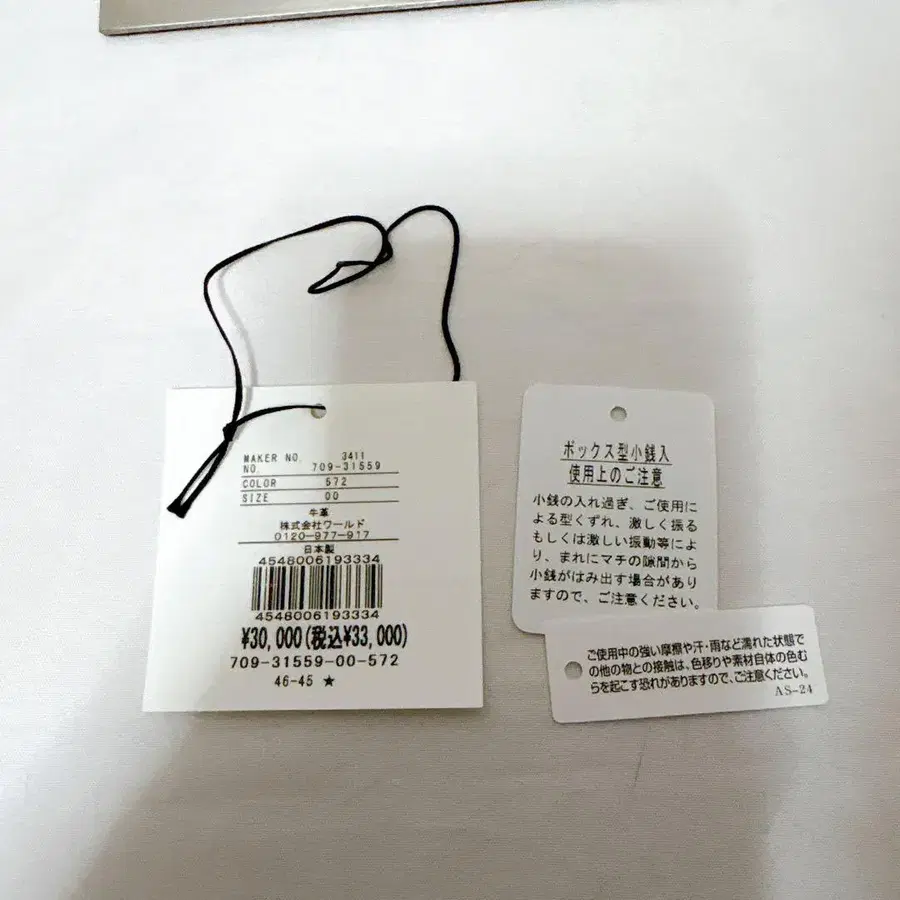 MAKER NO. 3411
NO. 709-31559
COLOR 572
SIZE 00
牛革
株式会社ワールド
0120-977-917
日本製
4548006193334
4548006193334
¥30,000(税込¥33,000)
709-31559-00-572
46-45 ★
ボックス型小銭入
使用上のご注意
小銭の入れ過ぎ、ご使用に
よる型くずれ、激しく振る
もしくは激しい振動等によ
り、まれにマチの隙間から
小銭がはみ出す場合があり
ますので、ご注意ください。
ご使用中の強い摩擦や汗・雨など濡れた状態で
の他の物との接触は、色移りや素材自体の色む
らを起こす恐れがありますので、ご注意ください。
AS-24